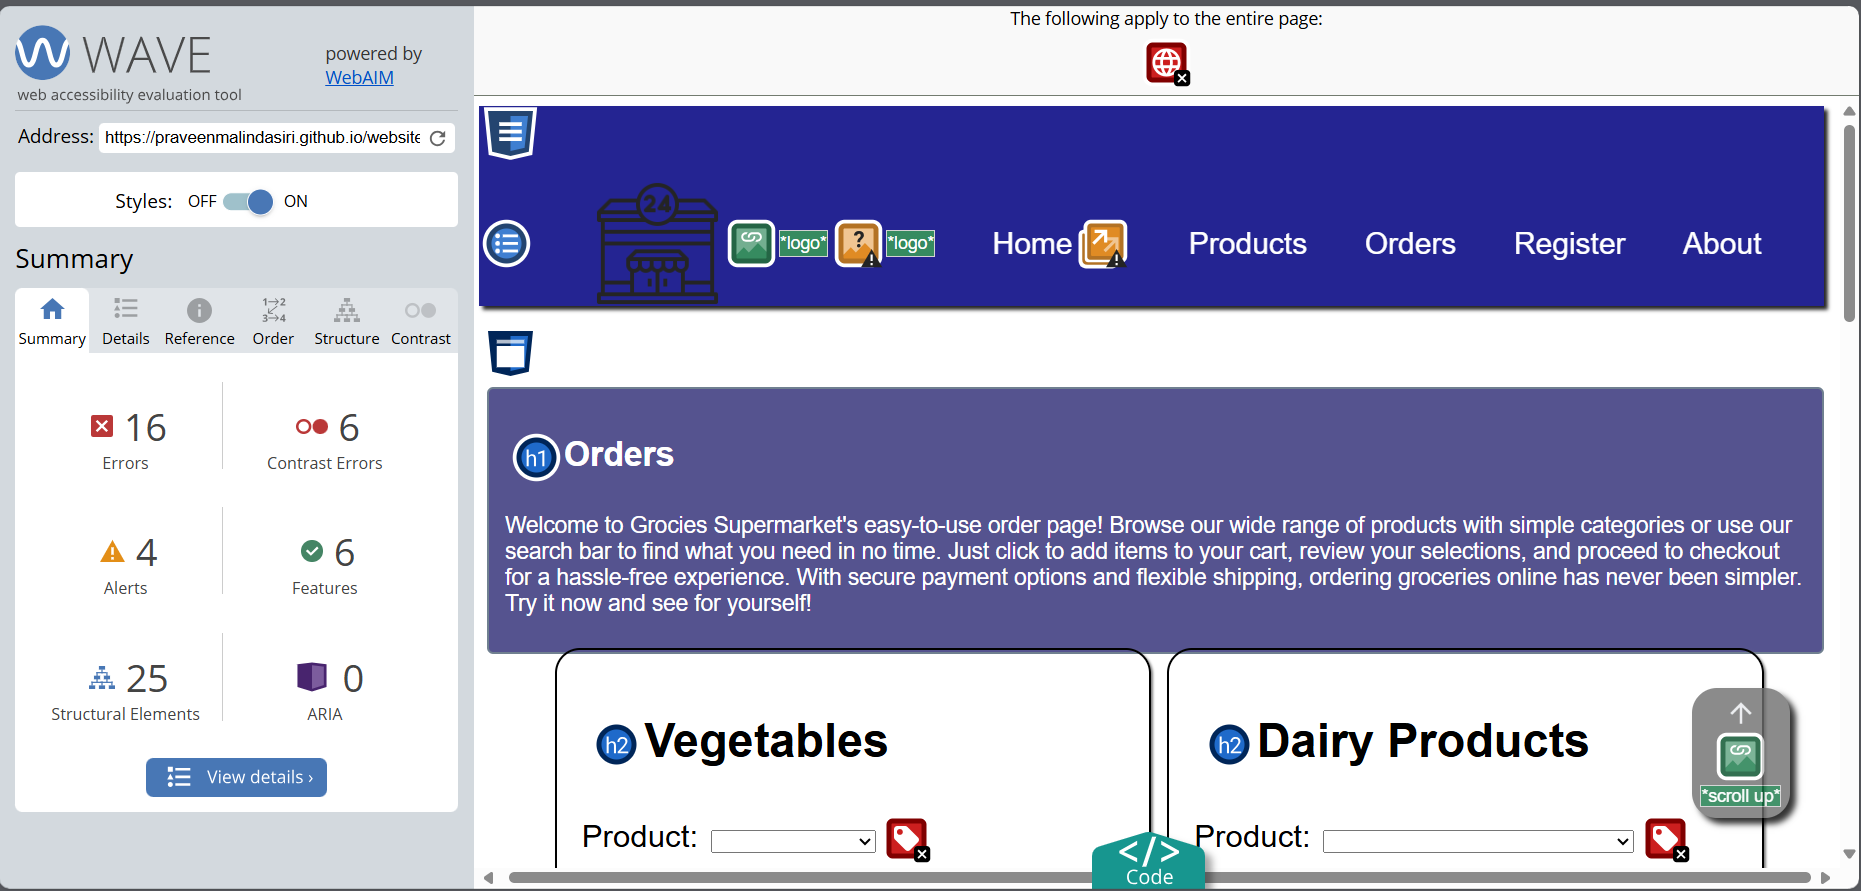 WAVE
web accessibility evaluation tool
powered by
WebAIM
Address: https://praveenmalindasiri.github.io/website
Styles: OFF ON
Summary
Summary Details Reference Order Structure Contrast
1 2
3 4
16
Errors
6
Contrast Errors
4
Alerts
6
Features
25
Structural Elements
0
ARIA
View details ›
The following apply to the entire page:
24
*logo* ? *logo* Home Products Orders Register About
h1 Orders
Welcome to Grocies Supermarket's easy-to-use order page! Browse our wide range of products with simple categories or use our
search bar to find what you need in no time. Just click to add items to your cart, review your selections, and proceed to checkout
for a hassle-free experience. With secure payment options and flexible shipping, ordering groceries online has never been simpler.
Try it now and see for yourself!
h2 Vegetables
Product:
h2 Dairy Products
Product:
*scroll up*
</>
Code